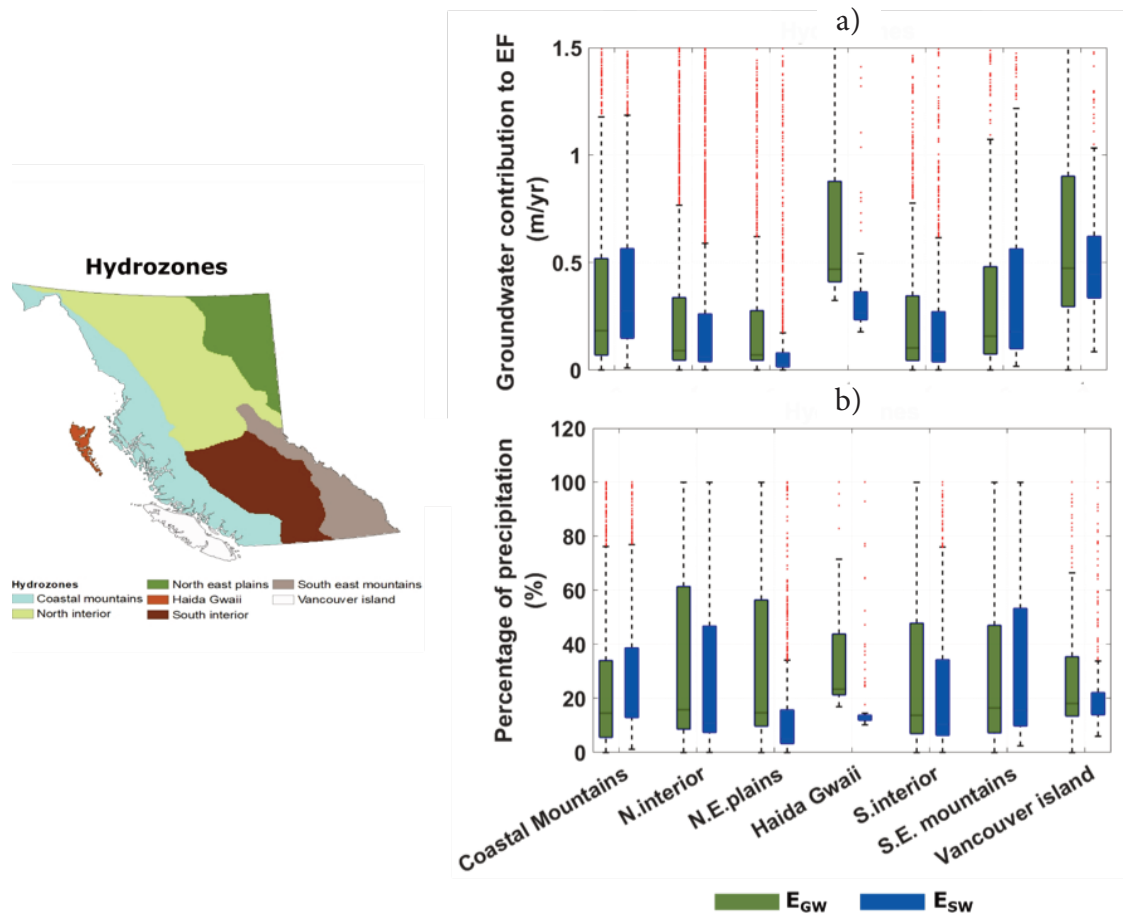 Hydrozones
Hydrozones
Coastal mountains
North interior
North east plains
Haida Gwaii
South interior
South east mountains
Vancouver island
a)
Groundwater contribution to EF
(m/yr)
1.5
1
0.5
0
b)
Percentage of precipitation
(%)
120
100
80
60
40
20
0
Coastal Mountains
N.interior
N.E.plains
Haida Gwaii
S.interior
S.E. mountains
Vancouver island
EGW
ESW